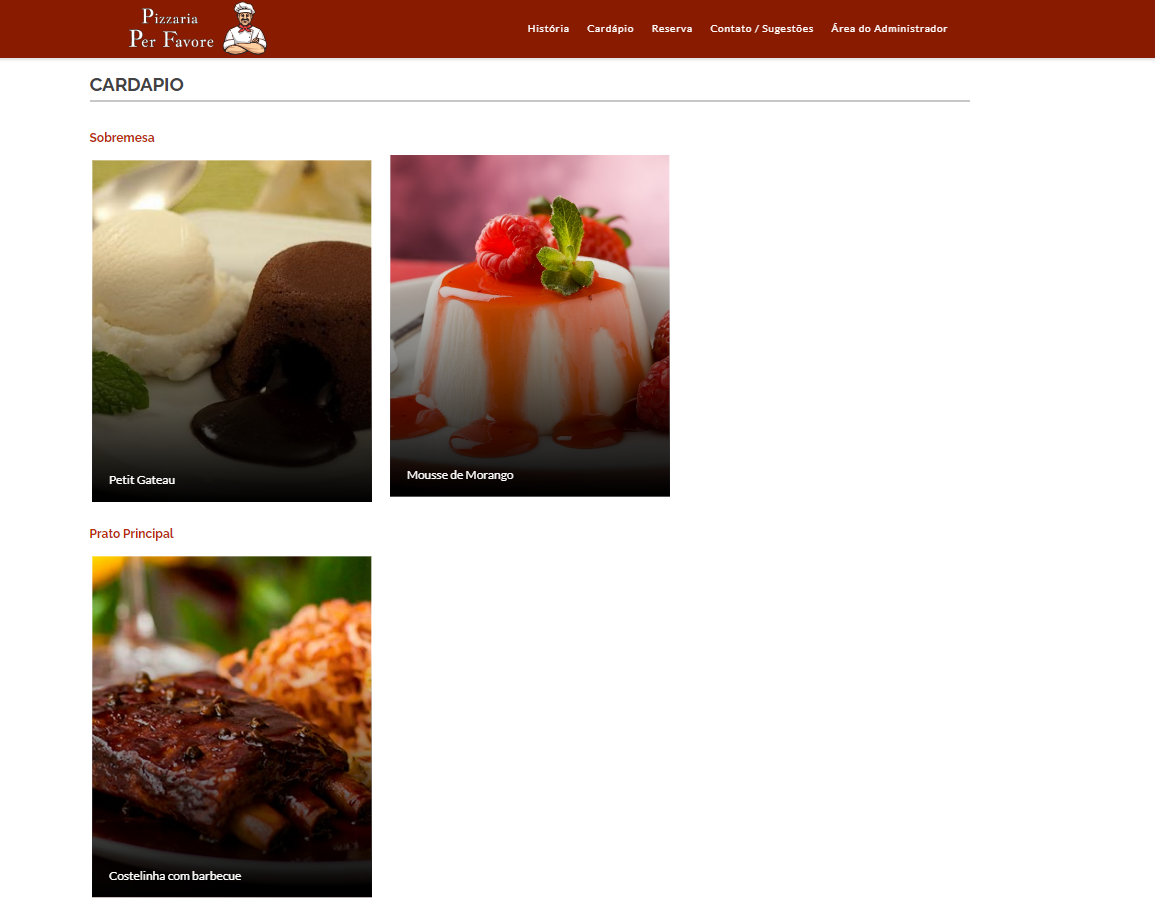 Pizzaria
Per Favore
História Cardápio Reserva Contato / Sugestões Área do Administrador
CARDAPIO
Sobremesa
Petit Gateau
Mousse de Morango
Prato Principal
Costelinha com barbecue